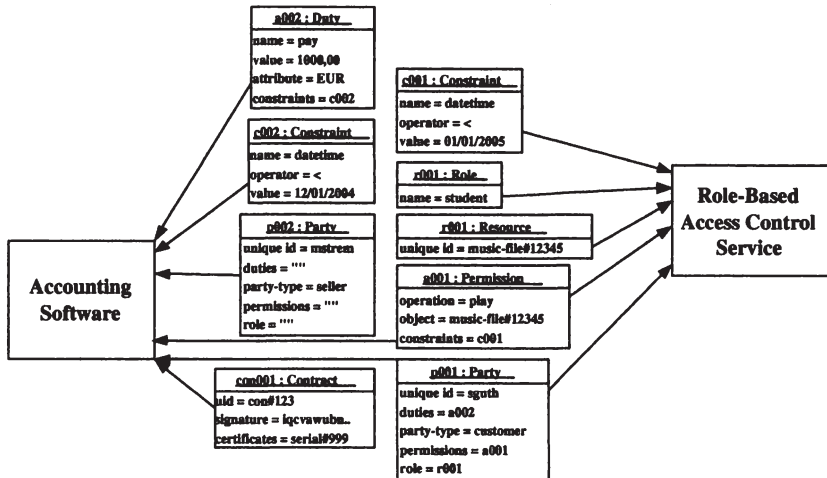 a002 : Duty
name = pay
value = 1000,00
attribute = EUR
constraints = c002
c002 : Constraint
name = datetime
operator = <
value = 12/01/2004
p002 : Party
unique id = mstrem
duties = ""
party-type = seller
permissions = ""
role = ""
con001 : Contract
uid = con#123
signature = iqcvawubn..
certificates = serial#999
Accounting
Software
c001 : Constraint
name = datetime
operator = <
value = 01/01/2005
r001 : Role
name = student
r001 : Resource
unique id = music-file#12345
a001 : Permission
operation = play
object = music-file#12345
constraints = c001
p001 : Party
unique id = sguth
duties = a002
party-type = customer
permissions = a001
role = r001
Role-Based
Access Control
Service